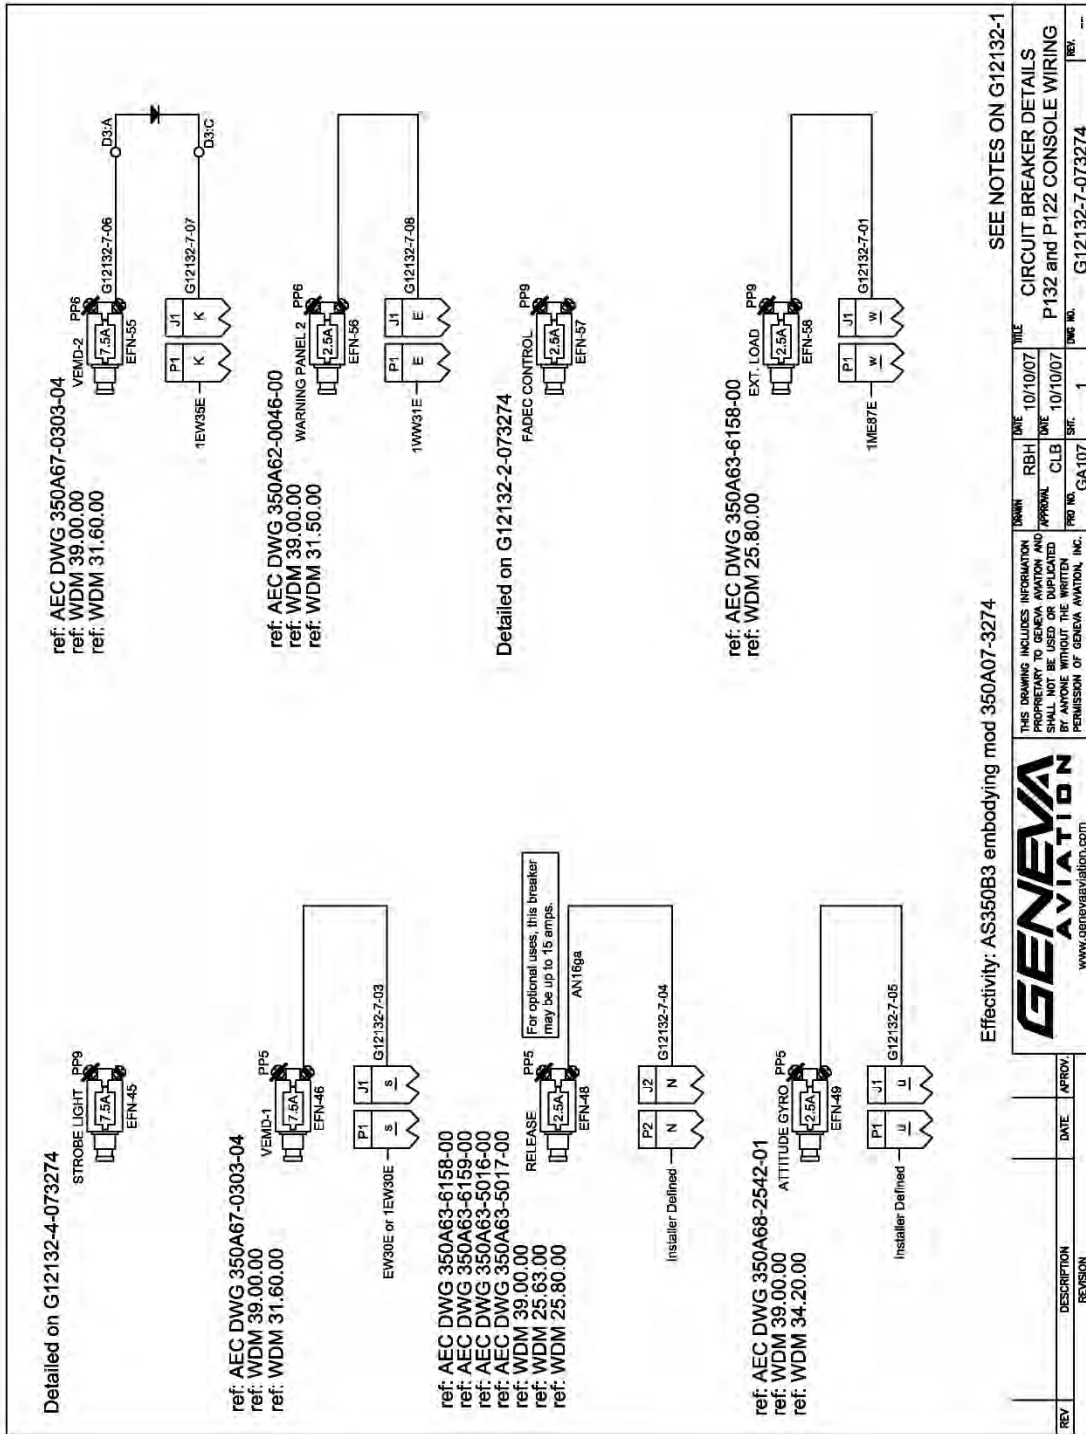 Detailed on G12132-4-073274
STROBE LIGHT
PP9
7.5A
EFN-45
ref: AEC DWG 350A67-0303-04
ref: WDM 39.00.00
ref: WDM 31.60.00
VEMD-1
PP5
7.5A
EFN-46
P1
J1
s
s
G12132-7-03
EW30E or 1EW30E
ref: AEC DWG 350A63-6158-00
ref: AEC DWG 350A63-6159-00
ref: AEC DWG 350A63-5016-00
ref: AEC DWG 350A63-5017-00
ref: WDM 39.00.00
ref: WDM 25.63.00
ref: WDM 25.80.00
RELEASE
PP5
2.5A
EFN-48
For optional uses, this breaker
may be up to 15 amps.
AN16ga
P2
J2
N
N
G12132-7-04
Installer Defined
ref: AEC DWG 350A68-2542-01
ref: WDM 39.00.00
ref: WDM 34.20.00
ATTITUDE GYRO
PP5
2.5A
EFN-49
P1
J1
u
u
G12132-7-05
Installer Defined
ref: AEC DWG 350A67-0303-04
ref: WDM 39.00.00
ref: WDM 31.60.00
VEMD-2
PP6
7.5A
EFN-55
G12132-7-06
D3:A
D3:C
P1
J1
K
K
G12132-7-07
1EW35E
ref: AEC DWG 350A62-0046-00
ref: WDM 39.00.00
ref: WDM 31.50.00
WARNING PANEL 2
PP6
2.5A
EFN-56
P1
J1
E
E
G12132-7-08
1WW31E
Detailed on G12132-2-073274
FADEC CONTROL
PP9
2.5A
EFN-57
ref: AEC DWG 350A63-6158-00
ref: WDM 25.80.00
EXT. LOAD
PP9
2.5A
EFN-58
P1
J1
w
w
G12132-7-01
1ME87E
Effectivity: AS350B3 embodying mod 350A07-3274
SEE NOTES ON G12132-1
REV
DESCRIPTION
DATE
APROV.
REVISION
GENEVA
AVIATION
www.genevaaviation.com
THIS DRAWING INCLUDES INFORMATION
PROPRIETARY TO GENEVA AVIATION AND
SHALL NOT BE USED OR DUPLICATED
BY ANYONE WITHOUT THE WRITTEN
PERMISSION OF GENEVA AVIATION, INC.
DRAWN
RBH
DATE
10/10/07
APPROVAL
CLB
DATE
10/10/07
PRO NO.
GA107
SHT.
1
TITLE
CIRCUIT BREAKER DETAILS
P132 and P122 CONSOLE WIRING
DWG NO.
G12132-7-073274
REV.